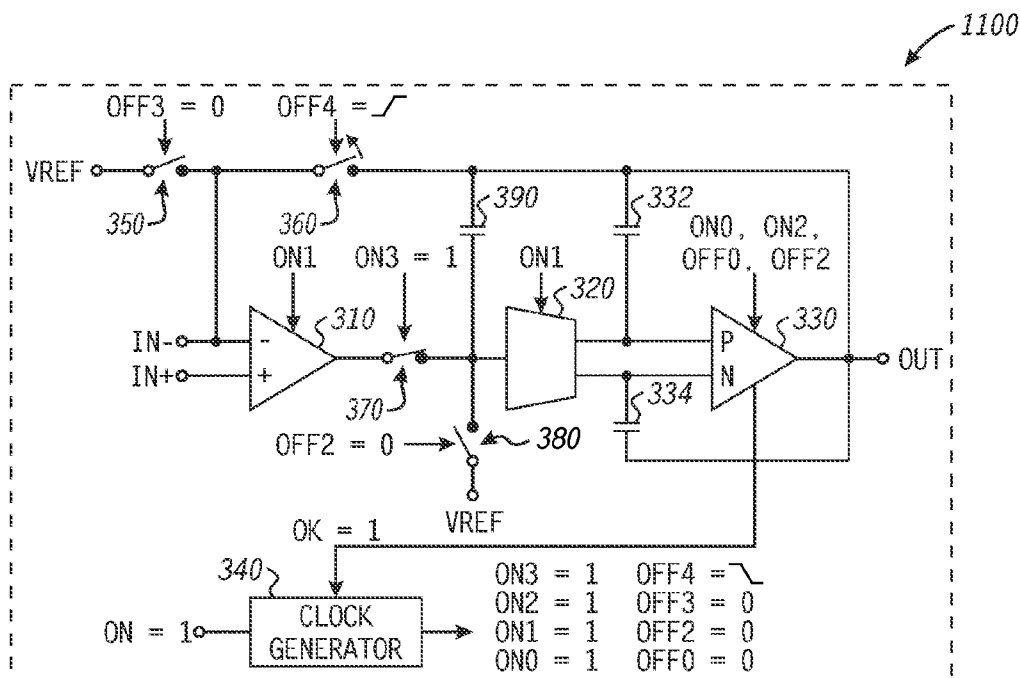 1100
OFF3 = 0
OFF4 =
VREF
350
360
390
332
ON0, ON2,
OFF0, OFF2
ON1
ON3 = 1
ON1
320
310
330
IN-
-
P
OUT
IN+
+
N
370
334
OFF2 = 0
380
VREF
OK = 1
340
ON = 1
CLOCK
GENERATOR
ON3 = 1 OFF4 =
ON2 = 1 OFF3 = 0
ON1 = 1 OFF2 = 0
ON0 = 1 OFF0 = 0